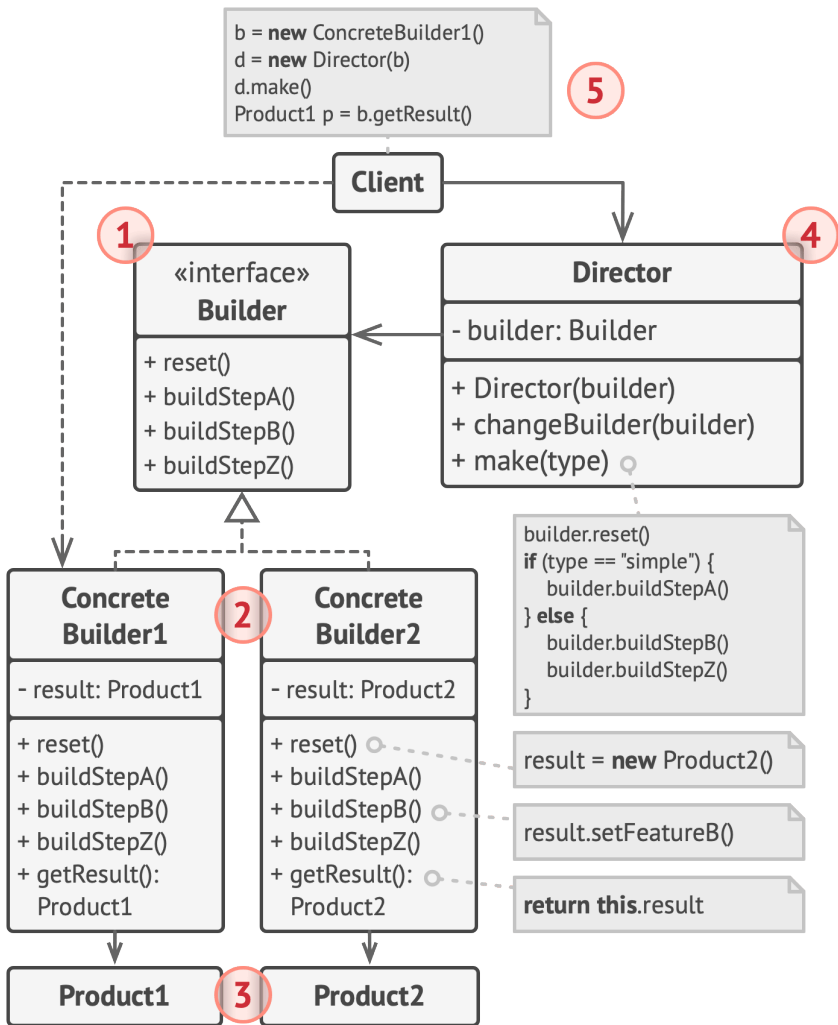 b = new ConcreteBuilder1()
d = new Director(b)
d.make()
Product1 p = b.getResult()
5
Client
1
«interface»
Builder
+ reset()
+ buildStepA()
+ buildStepB()
+ buildStepZ()
4
Director
- builder: Builder
+ Director(builder)
+ changeBuilder(builder)
+ make(type)
builder.reset()
if (type == "simple") {
builder.buildStepA()
} else {
builder.buildStepB()
builder.buildStepZ()
}
Concrete
Builder1
- result: Product1
+ reset()
+ buildStepA()
+ buildStepB()
+ buildStepZ()
+ getResult():
Product1
2
Concrete
Builder2
- result: Product2
+ reset()
+ buildStepA()
+ buildStepB()
+ buildStepZ()
+ getResult():
Product2
result = new Product2()
result.setFeatureB()
return this.result
Product1
3
Product2